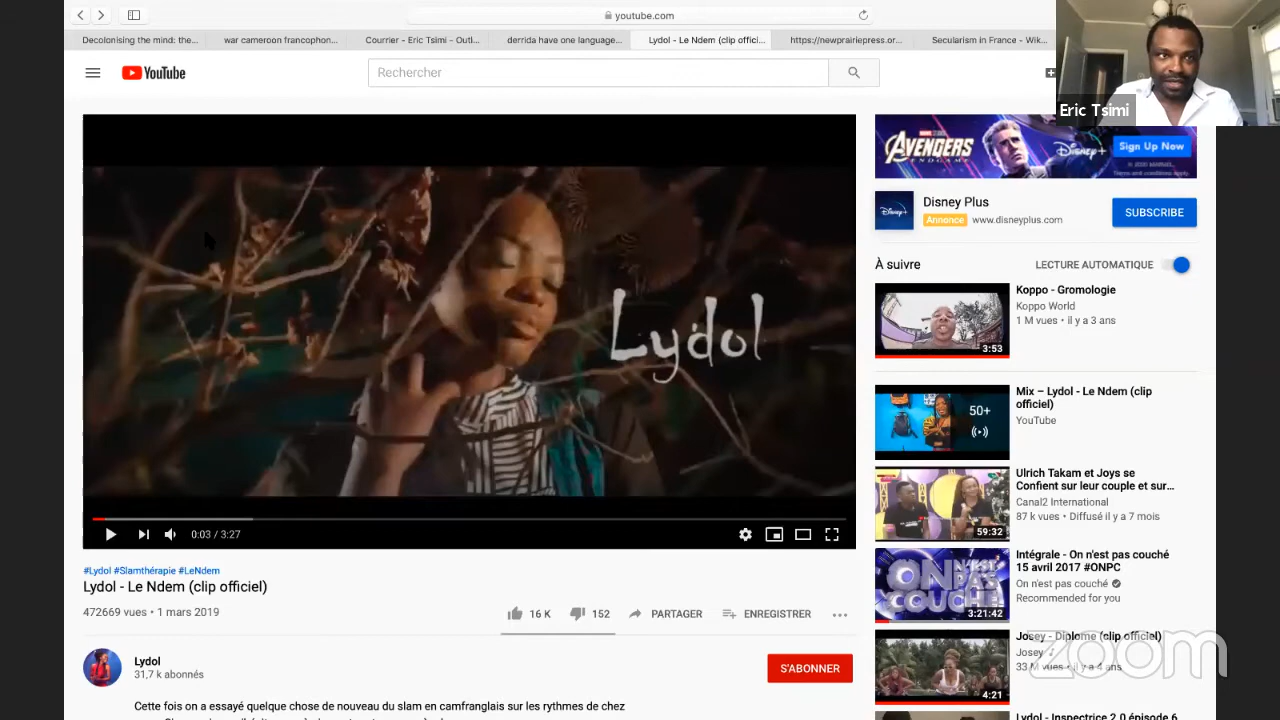 youtube.com
Decolonising the mind: the...
war cameroon francophon...
Courrier - Eric Tsimi - Outl...
derrida have one language...
Lydol - Le Ndem (clip offici...
https://newprairiepress.or...
Secularism in France - Wik...
YouTube
Rechercher
Eric Tsimi
Lydol
0:03 / 3:27
#Lydol #Slamthérapie #LeNdem
Lydol - Le Ndem (clip officiel)
472669 vues • 1 mars 2019
16 K
152
PARTAGER
ENREGISTRER
Lydol
31,7 k abonnés
S'ABONNER
Cette fois on a essayé quelque chose de nouveau du slam en camfranglais sur les rythmes de chez
AVENGERS
ENDGAME
Disney+
Sign Up Now
Disney+
Disney Plus
Annonce www.disneyplus.com
SUBSCRIBE
À suivre
LECTURE AUTOMATIQUE
3:53
Koppo - Gromologie
Koppo World
1 M vues • il y a 3 ans
50+
Mix – Lydol - Le Ndem (clip
officiel)
YouTube
59:32
Ulrich Takam et Joys se
Confient sur leur couple et sur...
Canal2 International
87 k vues • Diffusé il y a 7 mois
ON N'EST
PAS
COUCHÉ
3:21:42
Intégrale - On n'est pas couché
15 avril 2017 #ONPC
On n'est pas couché
Recommended for you
4:21
Josey - Diplome (clip officiel)
Josey
33 M vues • il y a 4 ans
zoom
Lydol - Inspectrice 2.0 épisode 6